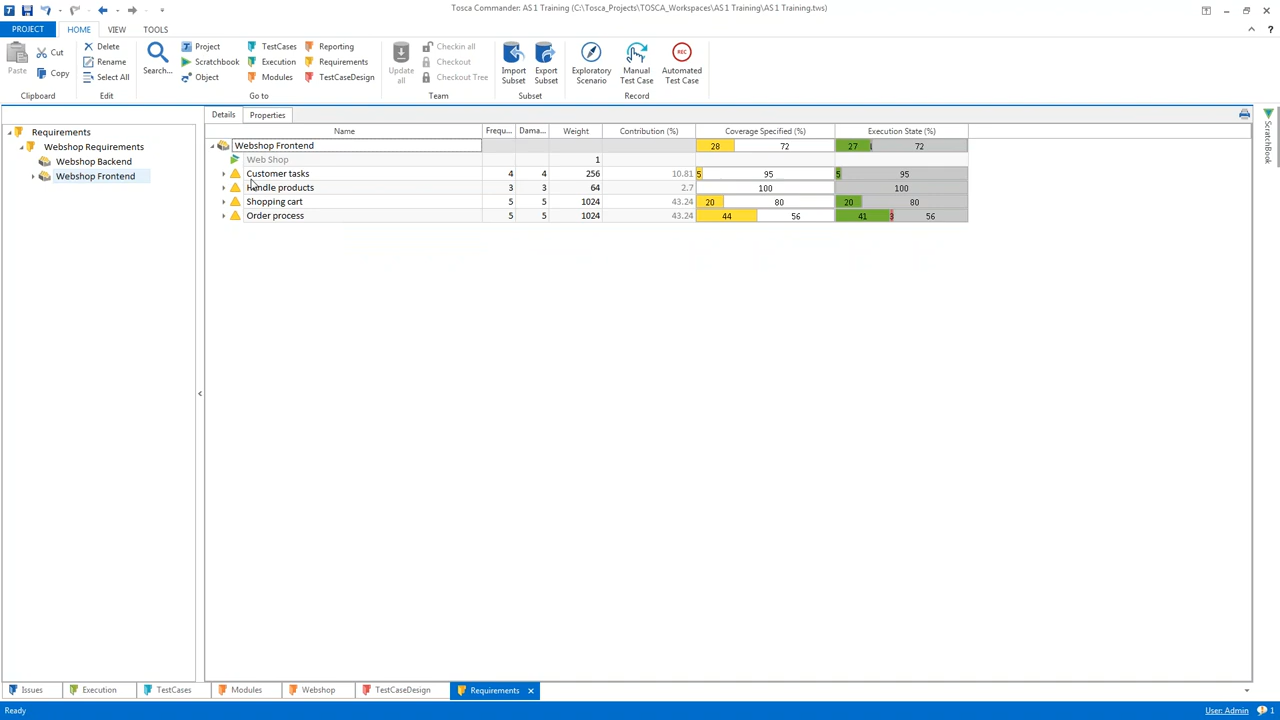 Tosca Commander: AS 1 Training (C:\Tosca_Projects\TOSCA_Workspaces\AS 1 Training\AS 1 Training.tws)
PROJECT HOME VIEW TOOLS
Paste Cut Copy Clipboard
Delete Rename Select All Edit
Search...
Project Scratchbook Object
TestCases Execution Modules
Reporting Requirements TestCaseDesign
Go to
Update all
Checkin all Checkout Checkout Tree
Team
Import Subset Export Subset
Subset
Exploratory Scenario Manual Test Case REC Automated Test Case
Record
Requirements
Webshop Requirements
Webshop Backend
Webshop Frontend
Details Properties
Name Frequ... Dama... Weight Contribution (%) Coverage Specified (%) Execution State (%)
Webshop Frontend 28 72 27 1 72
Web Shop 1
Customer tasks 4 4 256 10.81 5 95 5 95
Handle products 3 3 64 2.7 100 100
Shopping cart 5 5 1024 43.24 20 80 20 80
Order process 5 5 1024 43.24 44 56 41 3 56
ScratchBook
Issues Execution TestCases Modules Webshop TestCaseDesign Requirements
Ready User: Admin 1